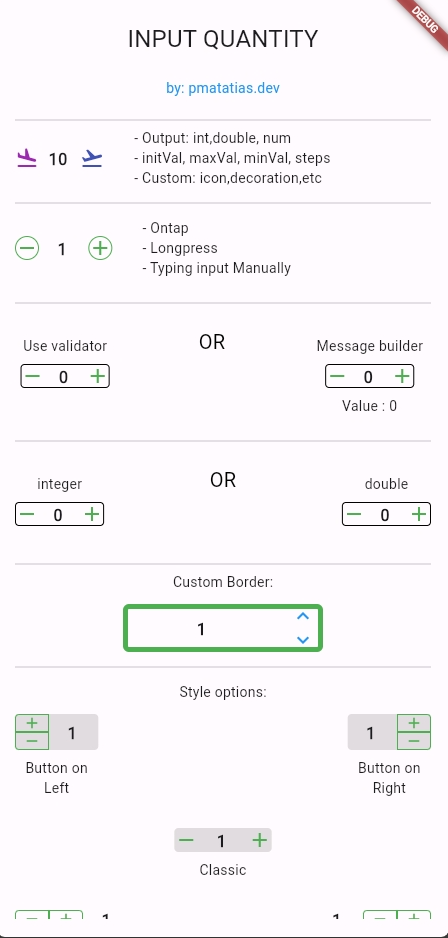 DEBUG
INPUT QUANTITY
by: pmatatias.dev
10
- Output: int,double, num
- initVal, maxVal, minVal, steps
- Custom: icon,decoration,etc
1
- Ontap
- Longpress
- Typing input Manually
Use validator
OR
Message builder
0
0
Value : 0
integer
OR
double
0
0
Custom Border:
1
Style options:
1
1
Button on
Left
Button on
Right
1
Classic
1
1